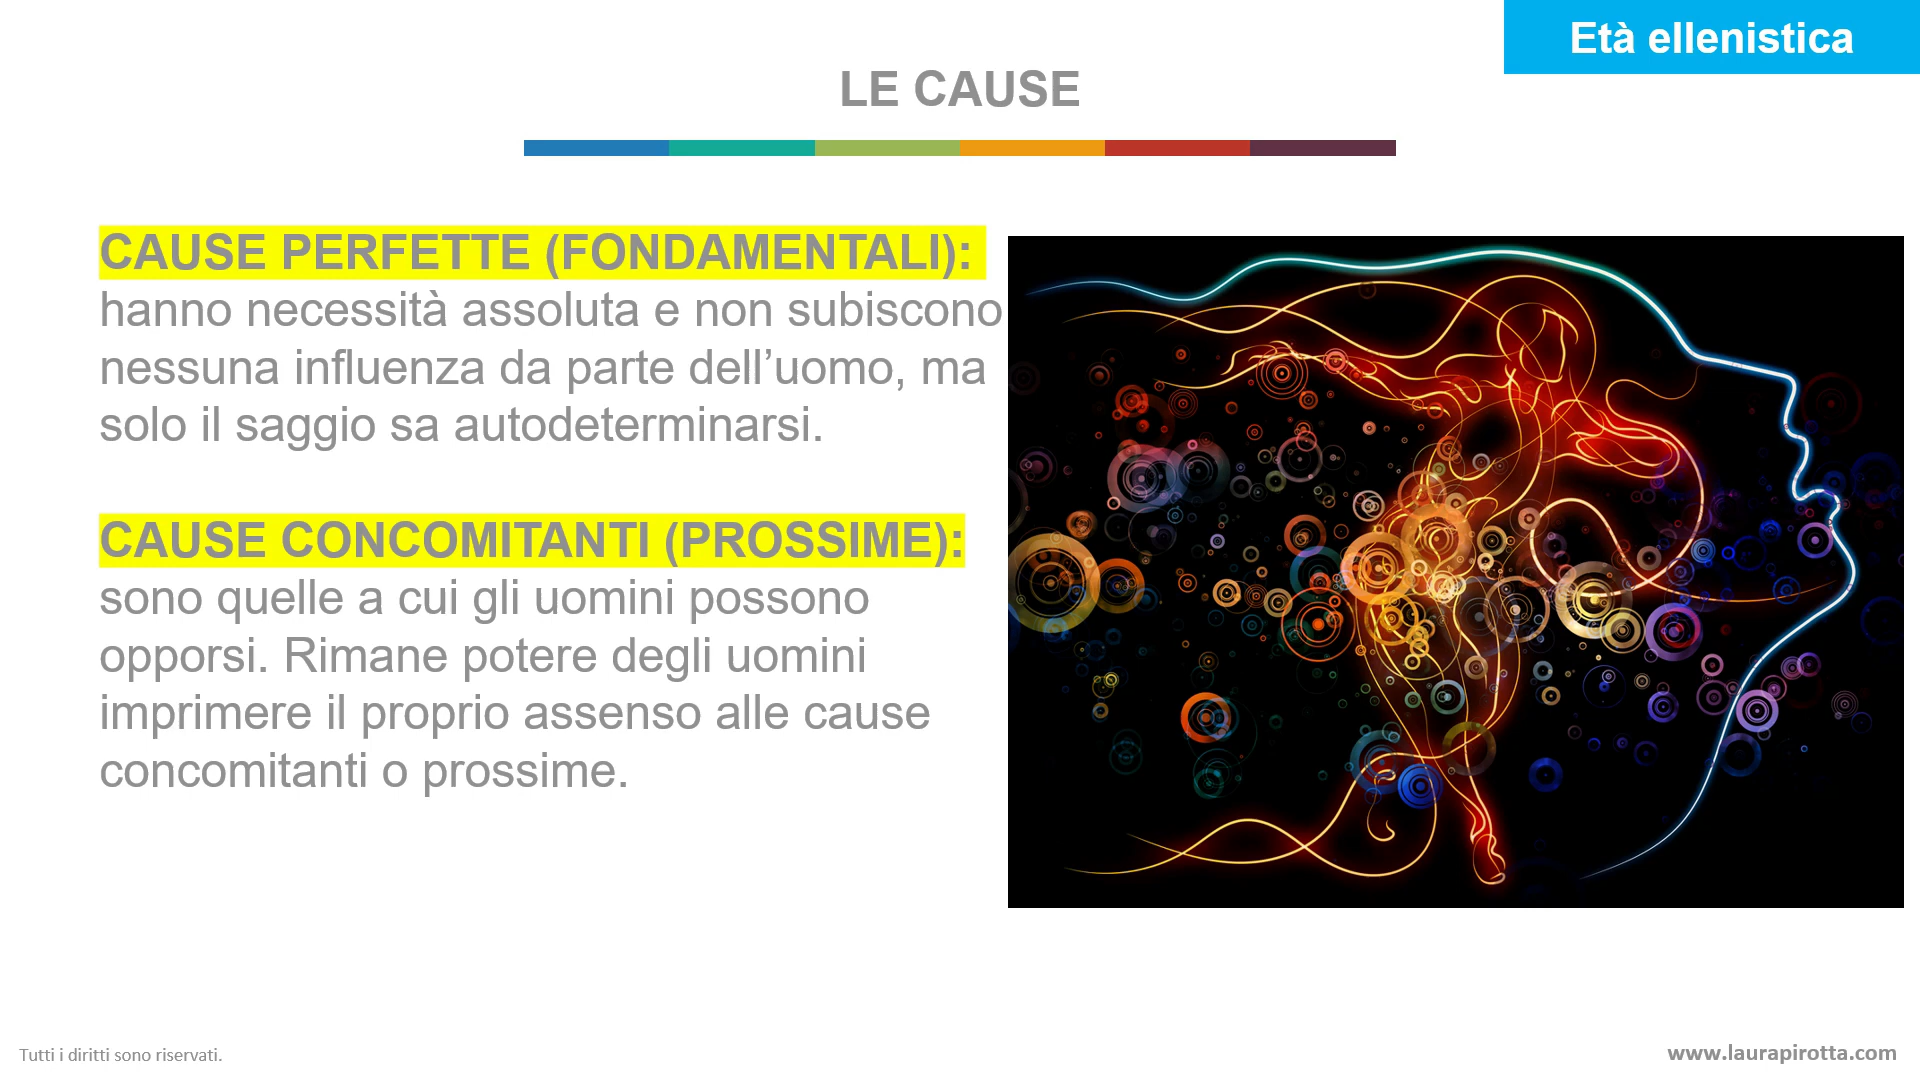 Età ellenistica
LE CAUSE
CAUSE PERFETTE (FONDAMENTALI):
hanno necessità assoluta e non subiscono
nessuna influenza da parte dell’uomo, ma
solo il saggio sa autodeterminarsi.
CAUSE CONCOMITANTI (PROSSIME):
sono quelle a cui gli uomini possono
opporsi. Rimane potere degli uomini
imprimere il proprio assenso alle cause
concomitanti o prossime.
Tutti i diritti sono riservati.
www.laurapirotta.com